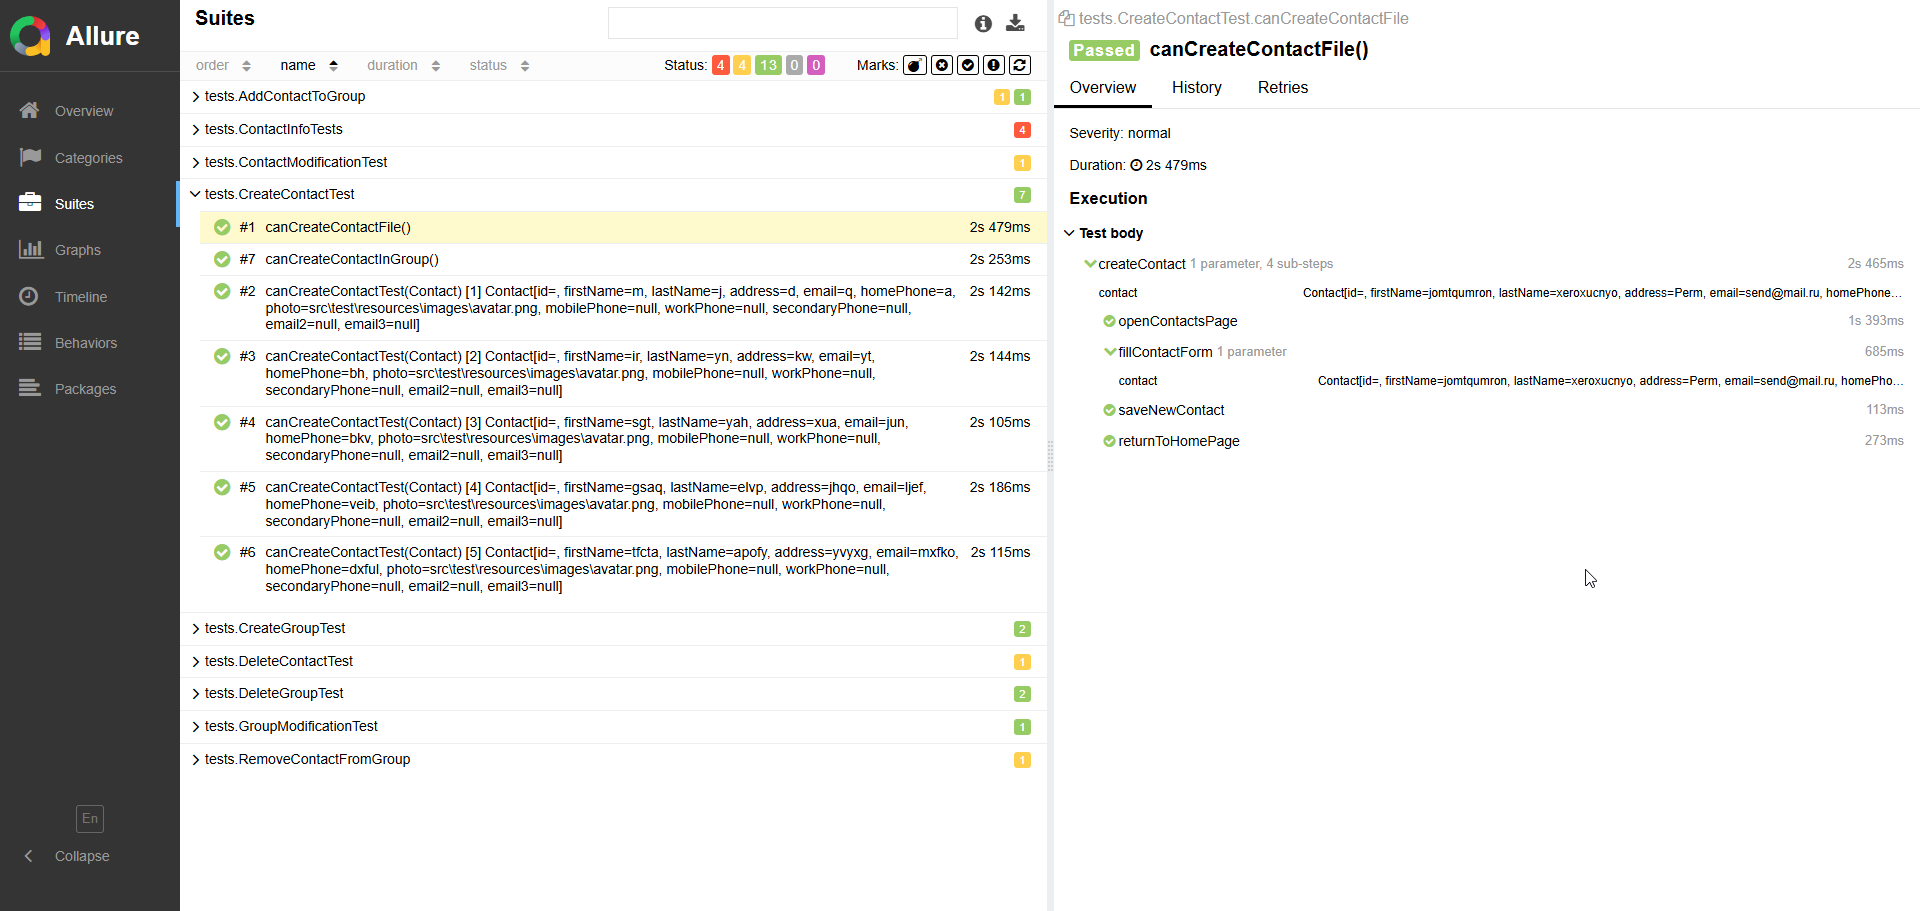 Allure
Overview
Categories
Suites
Graphs
Timeline
Behaviors
Packages
En
Collapse
Suites
order name duration status Status: 4 4 13 0 0 Marks:
tests.AddContactToGroup 1 1
tests.ContactInfoTests 4
tests.ContactModificationTest 1
tests.CreateContactTest 7
#1 canCreateContactFile() 2s 479ms
#7 canCreateContactInGroup() 2s 253ms
#2 canCreateContactTest(Contact) [1] Contact[id=, firstName=m, lastName=j, address=d, email=q, homePhone=a, 2s 142ms
photo=src\test\resources\images\avatar.png, mobilePhone=null, workPhone=null, secondaryPhone=null,
email2=null, email3=null]
#3 canCreateContactTest(Contact) [2] Contact[id=, firstName=ir, lastName=yn, address=kw, email=yt, 2s 144ms
homePhone=bh, photo=src\test\resources\images\avatar.png, mobilePhone=null, workPhone=null,
secondaryPhone=null, email2=null, email3=null]
#4 canCreateContactTest(Contact) [3] Contact[id=, firstName=sgt, lastName=yah, address=xua, email=jun, 2s 105ms
homePhone=bkv, photo=src\test\resources\images\avatar.png, mobilePhone=null, workPhone=null,
secondaryPhone=null, email2=null, email3=null]
#5 canCreateContactTest(Contact) [4] Contact[id=, firstName=gsaq, lastName=elvp, address=jhqo, email=ljef, 2s 186ms
homePhone=veib, photo=src\test\resources\images\avatar.png, mobilePhone=null, workPhone=null,
secondaryPhone=null, email2=null, email3=null]
#6 canCreateContactTest(Contact) [5] Contact[id=, firstName=tfcta, lastName=apofy, address=yvyxg, email=mxfko, 2s 115ms
homePhone=dxful, photo=src\test\resources\images\avatar.png, mobilePhone=null, workPhone=null,
secondaryPhone=null, email2=null, email3=null]
tests.CreateGroupTest 2
tests.DeleteContactTest 1
tests.DeleteGroupTest 2
tests.GroupModificationTest 1
tests.RemoveContactFromGroup 1
tests.CreateContactTest.canCreateContactFile
Passed canCreateContactFile()
Overview History Retries
Severity: normal
Duration: 2s 479ms
Execution
Test body
createContact 1 parameter, 4 sub-steps 2s 465ms
contact Contact[id=, firstName=jomtqumron, lastName=xeroxucnyo, address=Perm, email=send@mail.ru, homePhone...
openContactsPage 1s 393ms
fillContactForm 1 parameter 685ms
contact Contact[id=, firstName=jomtqumron, lastName=xeroxucnyo, address=Perm, email=send@mail.ru, homePho...
saveNewContact 113ms
returnToHomePage 273ms